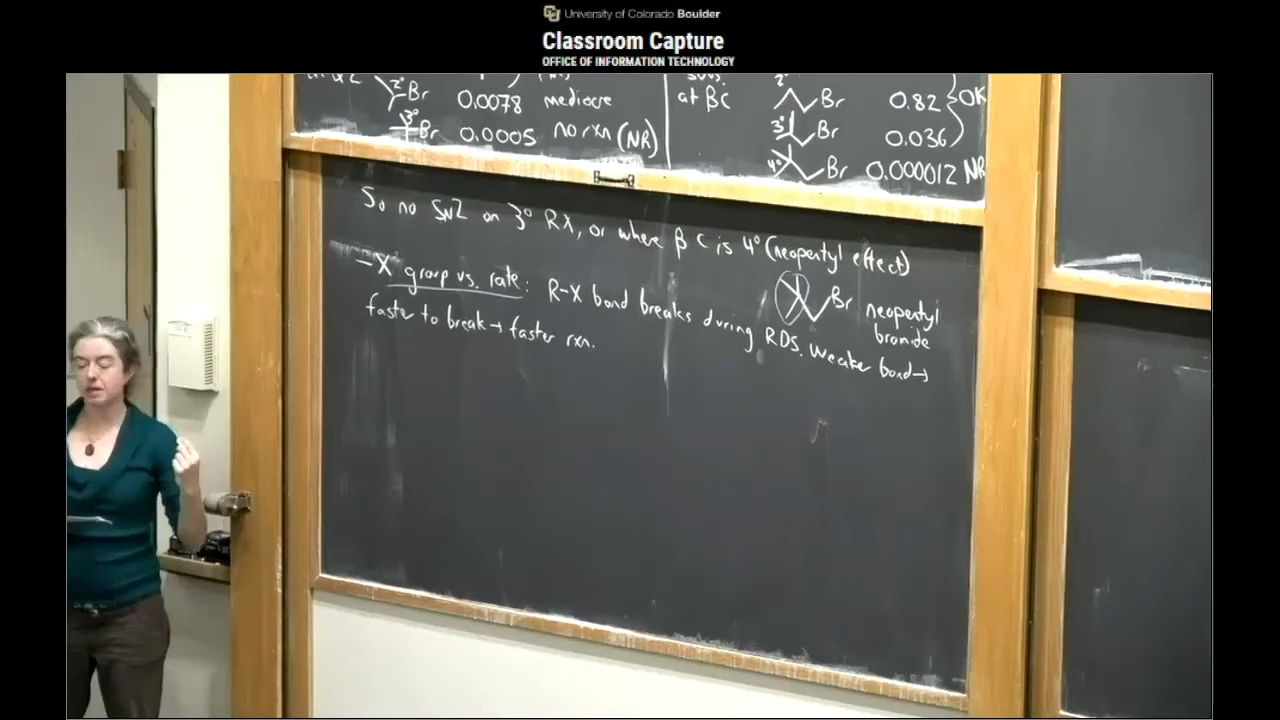 University of Colorado Boulder
Classroom Capture
OFFICE OF INFORMATION TECHNOLOGY
2° Br 0.0078 mediocre
3° Br 0.0005 no rxn (NR)
at βC
2° Br 0.82 OK
3° Br 0.036
4° Br 0.000012 NR
So no SN2 on 3° RX, or where β C is 4° (neopentyl effect)
Br neopentyl
bromide
-X group vs. rate: R-X bond breaks during RDS. Weaker bond→
faster to break→ faster rxn.